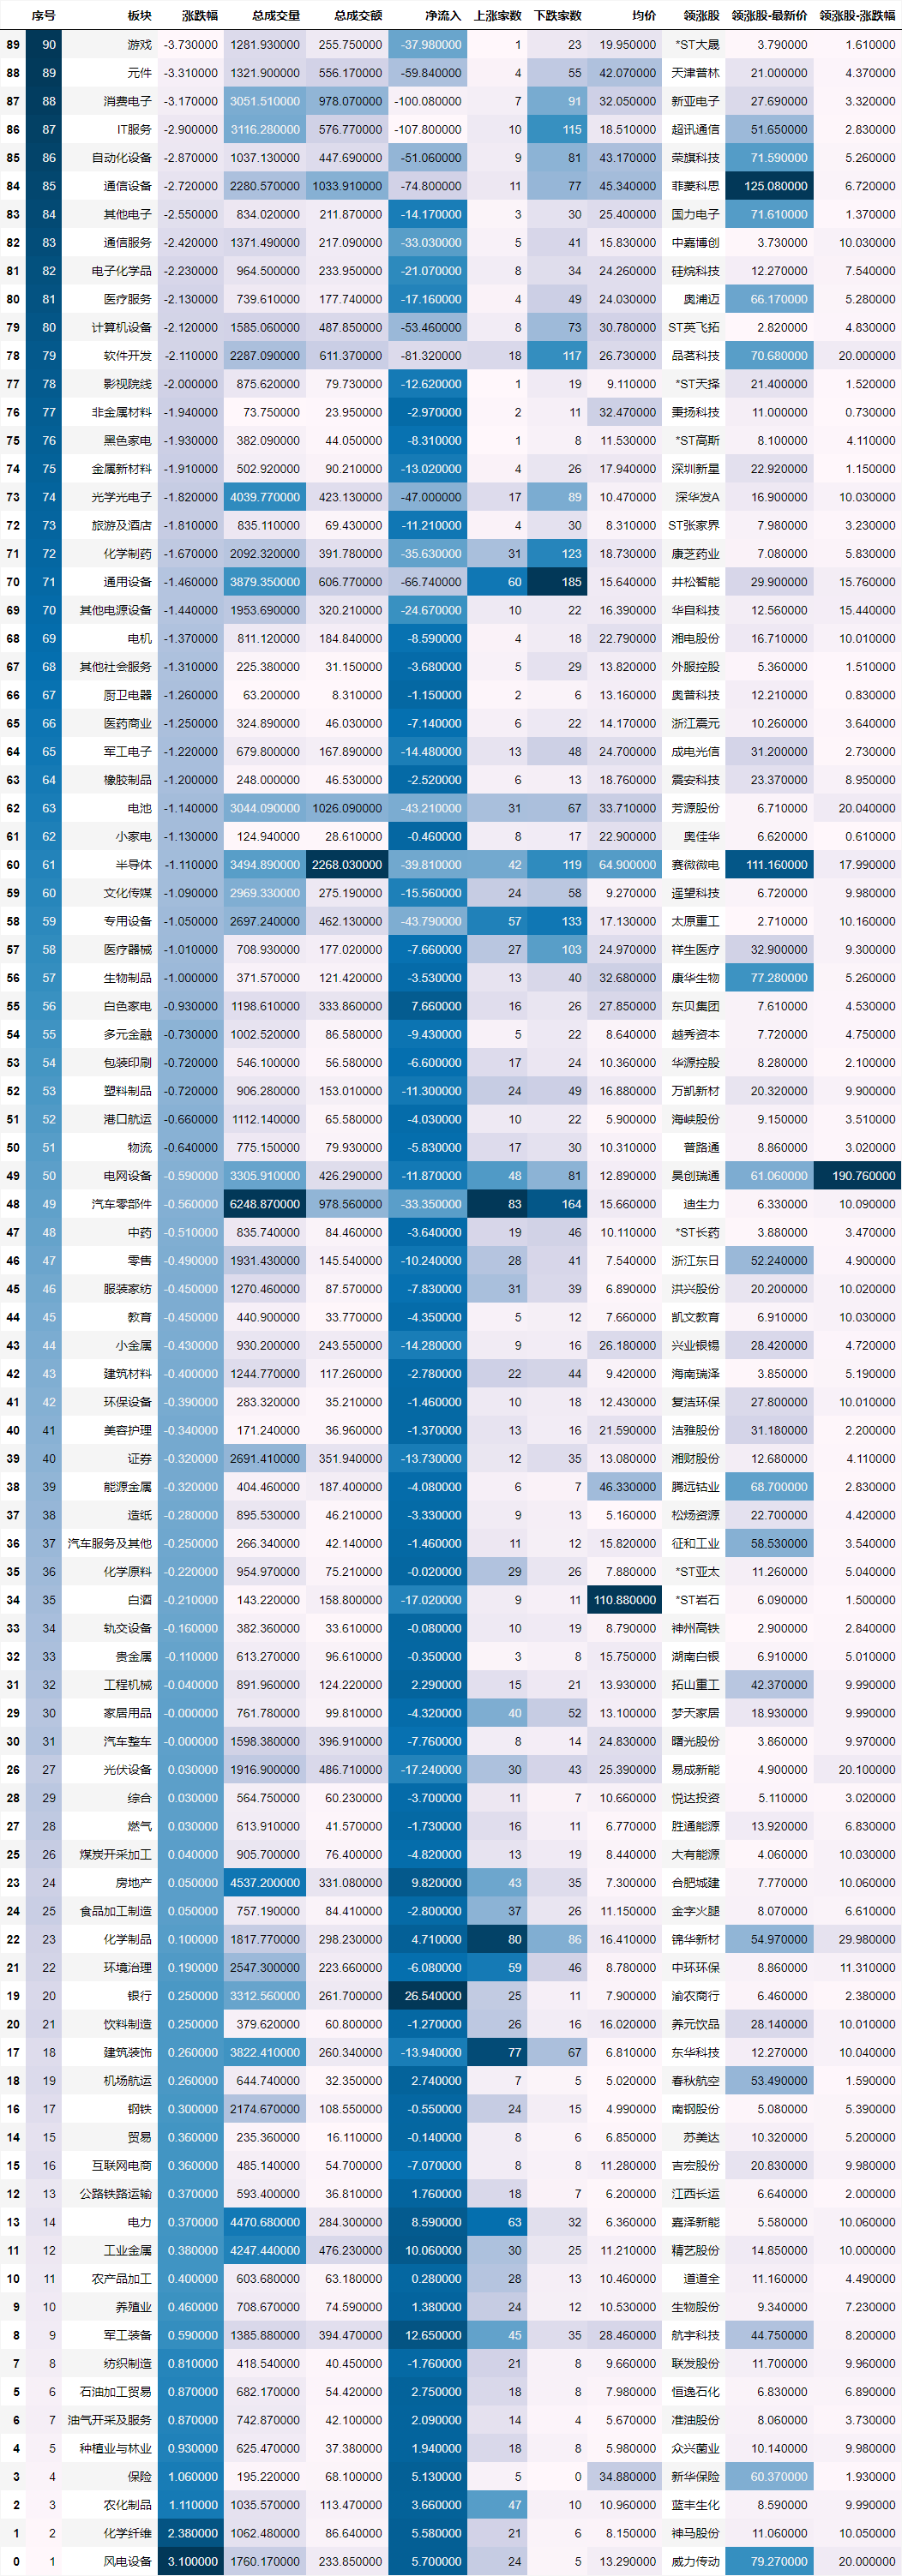 序号 板块 涨跌幅 总成交量 总成交额 净流入 上涨家数 下跌家数 均价 领涨股 领涨股-最新价 领涨股-涨跌幅
89 90 游戏 -3.730000 1281.930000 255.750000 -37.980000 1 23 19.950000 *ST大晟 3.790000 1.610000
88 89 元件 -3.310000 1321.900000 556.170000 -59.840000 4 55 42.070000 天津普林 21.000000 4.370000
87 88 消费电子 -3.170000 3051.510000 978.070000 -100.080000 7 91 32.050000 新亚电子 27.690000 3.320000
86 87 IT服务 -2.900000 3116.280000 576.770000 -107.800000 10 115 18.510000 超讯通信 51.650000 2.830000
85 86 自动化设备 -2.870000 1037.130000 447.690000 -51.060000 9 81 43.170000 荣旗科技 71.590000 5.260000
84 85 通信设备 -2.720000 2280.570000 1033.910000 -74.800000 11 77 45.340000 菲菱科思 125.080000 6.720000
83 84 其他电子 -2.550000 834.020000 211.870000 -14.170000 3 30 25.400000 国力电子 71.610000 1.370000
82 83 通信服务 -2.420000 1371.490000 217.090000 -33.030000 5 41 15.830000 中嘉博创 3.730000 10.030000
81 82 电子化学品 -2.230000 964.500000 233.950000 -21.070000 8 34 24.260000 硅烷科技 12.270000 7.540000
80 81 医疗服务 -2.130000 739.610000 177.740000 -17.160000 4 49 24.030000 奥浦迈 66.170000 5.280000
79 80 计算机设备 -2.120000 1585.060000 487.850000 -53.460000 8 73 30.780000 ST英飞拓 2.820000 4.830000
78 79 软件开发 -2.110000 2287.090000 611.370000 -81.320000 18 117 26.730000 品茗科技 70.680000 20.000000
77 78 影视院线 -2.000000 875.620000 79.730000 -12.620000 1 19 9.110000 *ST天择 21.400000 1.520000
76 77 非金属材料 -1.940000 73.750000 23.950000 -2.970000 2 11 32.470000 秉扬科技 11.000000 0.730000
75 76 黑色家电 -1.930000 382.090000 44.050000 -8.310000 1 8 11.530000 *ST高斯 8.100000 4.110000
74 75 金属新材料 -1.910000 502.920000 90.210000 -13.020000 4 26 17.940000 深圳新星 22.920000 1.150000
73 74 光学光电子 -1.820000 4039.770000 423.130000 -47.000000 17 89 10.470000 深华发A 16.900000 10.030000
72 73 旅游及酒店 -1.810000 835.110000 69.430000 -11.210000 4 30 8.310000 ST张家界 7.980000 3.230000
71 72 化学制药 -1.670000 2092.320000 391.780000 -35.630000 31 123 18.730000 康芝药业 7.080000 5.830000
70 71 通用设备 -1.460000 3879.350000 606.770000 -66.740000 60 185 15.640000 井松智能 29.900000 15.760000
69 70 其他电源设备 -1.440000 1953.690000 320.210000 -24.670000 10 22 16.390000 华自科技 12.560000 15.440000
68 69 电机 -1.370000 811.120000 184.840000 -8.590000 4 18 22.790000 湘电股份 16.710000 10.010000
67 68 其他社会服务 -1.310000 225.380000 31.150000 -3.680000 5 29 13.820000 外服控股 5.360000 1.510000
66 67 厨卫电器 -1.260000 63.200000 8.310000 -1.150000 2 6 13.160000 奥普科技 12.210000 0.830000
65 66 医药商业 -1.250000 324.890000 46.030000 -7.140000 6 22 14.170000 浙江震元 10.260000 3.640000
64 65 军工电子 -1.220000 679.800000 167.890000 -14.480000 13 48 24.700000 成电光信 31.200000 2.730000
63 64 橡胶制品 -1.200000 248.000000 46.530000 -2.520000 6 13 18.760000 震安科技 23.370000 8.950000
62 63 电池 -1.140000 3044.090000 1026.090000 -43.210000 31 67 33.710000 芳源股份 6.710000 20.040000
61 62 小家电 -1.130000 124.940000 28.610000 -0.460000 8 17 22.900000 奥佳华 6.620000 0.610000
60 61 半导体 -1.110000 3494.890000 2268.030000 -39.810000 42 119 64.900000 赛微微电 111.160000 17.990000
59 60 文化传媒 -1.090000 2969.330000 275.190000 -15.560000 24 58 9.270000 遥望科技 6.720000 9.980000
58 59 专用设备 -1.050000 2697.240000 462.130000 -43.790000 57 133 17.130000 太原重工 2.710000 10.160000
57 58 医疗器械 -1.010000 708.930000 177.020000 -7.660000 27 103 24.970000 祥生医疗 32.900000 9.300000
56 57 生物制品 -1.000000 371.570000 121.420000 -3.530000 13 40 32.680000 康华生物 77.280000 5.260000
55 56 白色家电 -0.930000 1198.610000 333.860000 7.660000 16 26 27.850000 东贝集团 7.610000 4.530000
54 55 多元金融 -0.730000 1002.520000 86.580000 -9.430000 5 22 8.640000 越秀资本 7.720000 4.750000
53 54 包装印刷 -0.720000 546.100000 56.580000 -6.600000 17 24 10.360000 华源控股 8.280000 2.100000
52 53 塑料制品 -0.720000 906.280000 153.010000 -11.300000 24 49 16.880000 万凯新材 20.320000 9.900000
51 52 港口航运 -0.660000 1112.140000 65.580000 -4.030000 10 22 5.900000 海峡股份 9.150000 3.510000
50 51 物流 -0.640000 775.150000 79.930000 -5.830000 17 30 10.310000 普路通 8.860000 3.020000
49 50 电网设备 -0.590000 3305.910000 426.290000 -11.870000 48 81 12.890000 昊创瑞通 61.060000 190.760000
48 49 汽车零部件 -0.560000 6248.870000 978.560000 -33.350000 83 164 15.660000 迪生力 6.330000 10.090000
47 48 中药 -0.510000 835.740000 84.460000 -3.640000 19 46 10.110000 *ST长药 3.880000 3.470000
46 47 零售 -0.490000 1931.430000 145.540000 -10.240000 28 41 7.540000 浙江东日 52.240000 4.900000
45 46 服装家纺 -0.450000 1270.460000 87.570000 -7.830000 31 39 6.890000 洪兴股份 20.200000 10.020000
44 45 教育 -0.450000 440.900000 33.770000 -4.350000 5 12 7.660000 凯文教育 6.910000 10.030000
43 44 小金属 -0.430000 930.200000 243.550000 -14.280000 9 16 26.180000 兴业银锡 28.420000 4.720000
42 43 建筑材料 -0.400000 1244.770000 117.260000 -2.780000 22 44 9.420000 海南瑞泽 3.850000 5.190000
41 42 环保设备 -0.390000 283.320000 35.210000 -1.460000 10 18 12.430000 复洁环保 27.800000 10.010000
40 41 美容护理 -0.340000 171.240000 36.960000 -1.370000 13 16 21.590000 洁雅股份 31.180000 2.200000
39 40 证券 -0.320000 2691.410000 351.940000 -13.730000 12 35 13.080000 湘财股份 12.680000 4.110000
38 39 能源金属 -0.320000 404.460000 187.400000 -4.080000 6 7 46.330000 腾远钴业 68.700000 2.830000
37 38 造纸 -0.280000 895.530000 46.210000 -3.330000 9 13 5.160000 松炀资源 22.700000 4.420000
36 37 汽车服务及其他 -0.250000 266.340000 42.140000 -1.460000 11 12 15.820000 征和工业 58.530000 3.540000
35 36 化学原料 -0.220000 954.970000 75.210000 -0.020000 29 26 7.880000 *ST亚太 11.260000 5.040000
34 35 白酒 -0.210000 143.220000 158.800000 -17.020000 9 11 110.880000 *ST岩石 6.090000 1.500000
33 34 轨交设备 -0.160000 382.360000 33.610000 -0.080000 10 19 8.790000 神州高铁 2.900000 2.840000
32 33 贵金属 -0.110000 613.270000 96.610000 -0.350000 3 8 15.750000 湖南白银 6.910000 5.010000
31 32 工程机械 -0.040000 891.960000 124.220000 2.290000 15 21 13.930000 拓山重工 42.370000 9.990000
29 30 家居用品 -0.000000 761.780000 99.810000 -4.320000 40 52 13.100000 梦天家居 18.930000 9.990000
30 31 汽车整车 -0.000000 1598.380000 396.910000 -7.760000 8 14 24.830000 曙光股份 3.860000 9.970000
26 27 光伏设备 0.030000 1916.900000 486.710000 -17.240000 30 43 25.390000 易成新能 4.900000 20.100000
28 29 综合 0.030000 564.750000 60.230000 -3.700000 11 7 10.660000 悦达投资 5.110000 3.020000
27 28 燃气 0.030000 613.910000 41.570000 -1.730000 16 11 6.770000 胜通能源 13.920000 6.830000
25 26 煤炭开采加工 0.040000 905.700000 76.400000 -4.820000 13 19 8.440000 大有能源 4.060000 10.030000
23 24 房地产 0.050000 4537.200000 331.080000 9.820000 43 35 7.300000 合肥城建 7.770000 10.060000
24 25 食品加工制造 0.050000 757.190000 84.410000 -2.800000 37 26 11.150000 金字火腿 8.070000 6.610000
22 23 化学制品 0.100000 1817.770000 298.230000 4.710000 80 86 16.410000 锦华新材 54.970000 29.980000
21 22 环境治理 0.190000 2547.300000 223.660000 -6.080000 59 46 8.780000 中环环保 8.860000 11.310000
19 20 银行 0.250000 3312.560000 261.700000 26.540000 25 11 7.900000 渝农商行 6.460000 2.380000
20 21 饮料制造 0.250000 379.620000 60.800000 -1.270000 26 16 16.020000 养元饮品 28.140000 10.010000
17 18 建筑装饰 0.260000 3822.410000 260.340000 -13.940000 77 67 6.810000 东华科技 12.270000 10.040000
18 19 机场航运 0.260000 644.740000 32.350000 2.740000 7 5 5.020000 春秋航空 53.490000 1.590000
16 17 钢铁 0.300000 2174.670000 108.550000 -0.550000 24 15 4.990000 南钢股份 5.080000 5.390000
14 15 贸易 0.360000 235.360000 16.110000 -0.140000 8 6 6.850000 苏美达 10.320000 5.200000
15 16 互联网电商 0.360000 485.140000 54.700000 -7.070000 8 8 11.280000 吉宏股份 20.830000 9.980000
12 13 公路铁路运输 0.370000 593.400000 36.810000 1.760000 18 7 6.200000 江西长运 6.640000 2.000000
13 14 电力 0.370000 4470.680000 284.300000 8.590000 63 32 6.360000 嘉泽新能 5.580000 10.060000
11 12 工业金属 0.380000 4247.440000 476.230000 10.060000 30 25 11.210000 精艺股份 14.850000 10.000000
10 11 农产品加工 0.400000 603.680000 63.180000 0.280000 28 13 10.460000 道道全 11.160000 4.490000
9 10 养殖业 0.460000 708.670000 74.590000 1.380000 24 12 10.530000 生物股份 9.340000 7.230000
8 9 军工装备 0.590000 1385.880000 394.470000 12.650000 45 35 28.460000 航宇科技 44.750000 8.200000
7 8 纺织制造 0.810000 418.540000 40.450000 -1.760000 21 8 9.660000 联发股份 11.700000 9.960000
5 6 石油加工贸易 0.870000 682.170000 54.420000 2.750000 18 8 7.980000 恒逸石化 6.830000 6.890000
6 7 油气开采及服务 0.870000 742.870000 42.100000 2.090000 14 4 5.670000 准油股份 8.060000 3.730000
4 5 种植业与林业 0.930000 625.470000 37.380000 1.940000 18 8 5.980000 众兴菌业 10.140000 9.980000
3 4 保险 1.060000 195.220000 68.100000 5.130000 5 0 34.880000 新华保险 60.370000 1.930000
2 3 农化制品 1.110000 1035.570000 113.470000 3.660000 47 10 10.960000 蓝丰生化 8.590000 9.990000
1 2 化学纤维 2.380000 1062.480000 86.640000 5.580000 21 6 8.150000 神马股份 11.060000 10.050000
0 1 风电设备 3.100000 1760.170000 233.850000 5.700000 24 5 13.290000 威力传动 79.270000 20.000000